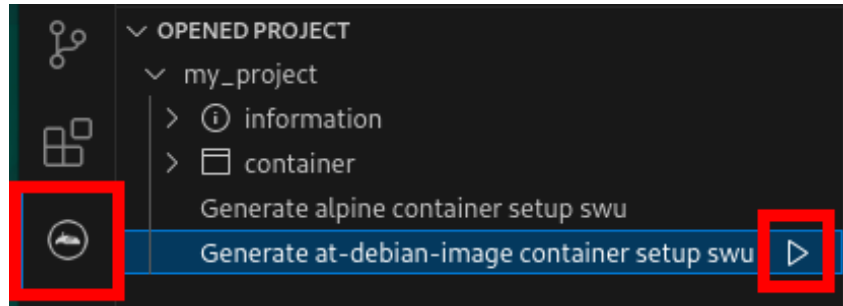 OPENED PROJECT
my_project
information
container
Generate alpine container setup swu
Generate at-debian-image container setup swu